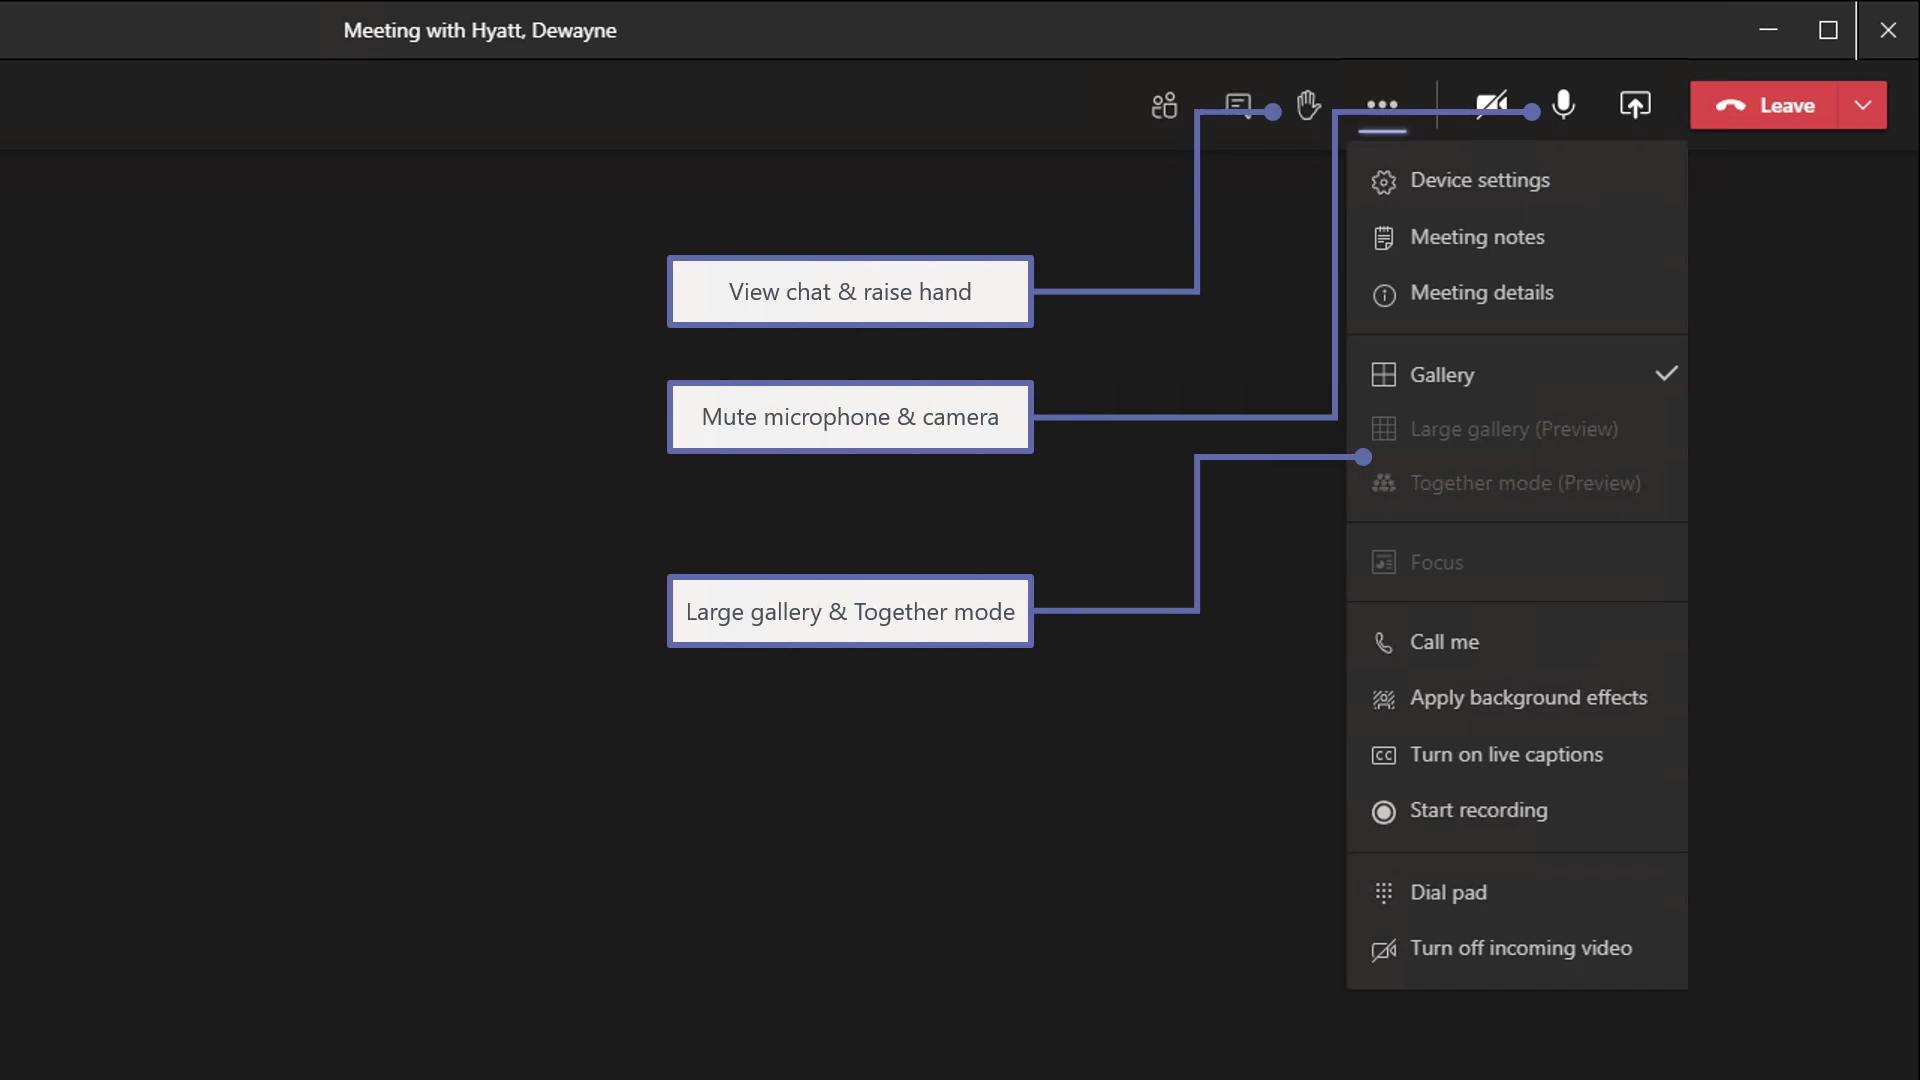 Meeting with Hyatt, Dewayne
Leave
Device settings
Meeting notes
View chat & raise hand
Meeting details
Gallery
Mute microphone & camera
Large gallery (Preview)
Together mode (Preview)
Focus
Large gallery & Together mode
Call me
Apply background effects
CC Turn on live captions
Start recording
Dial pad
Turn off incoming video